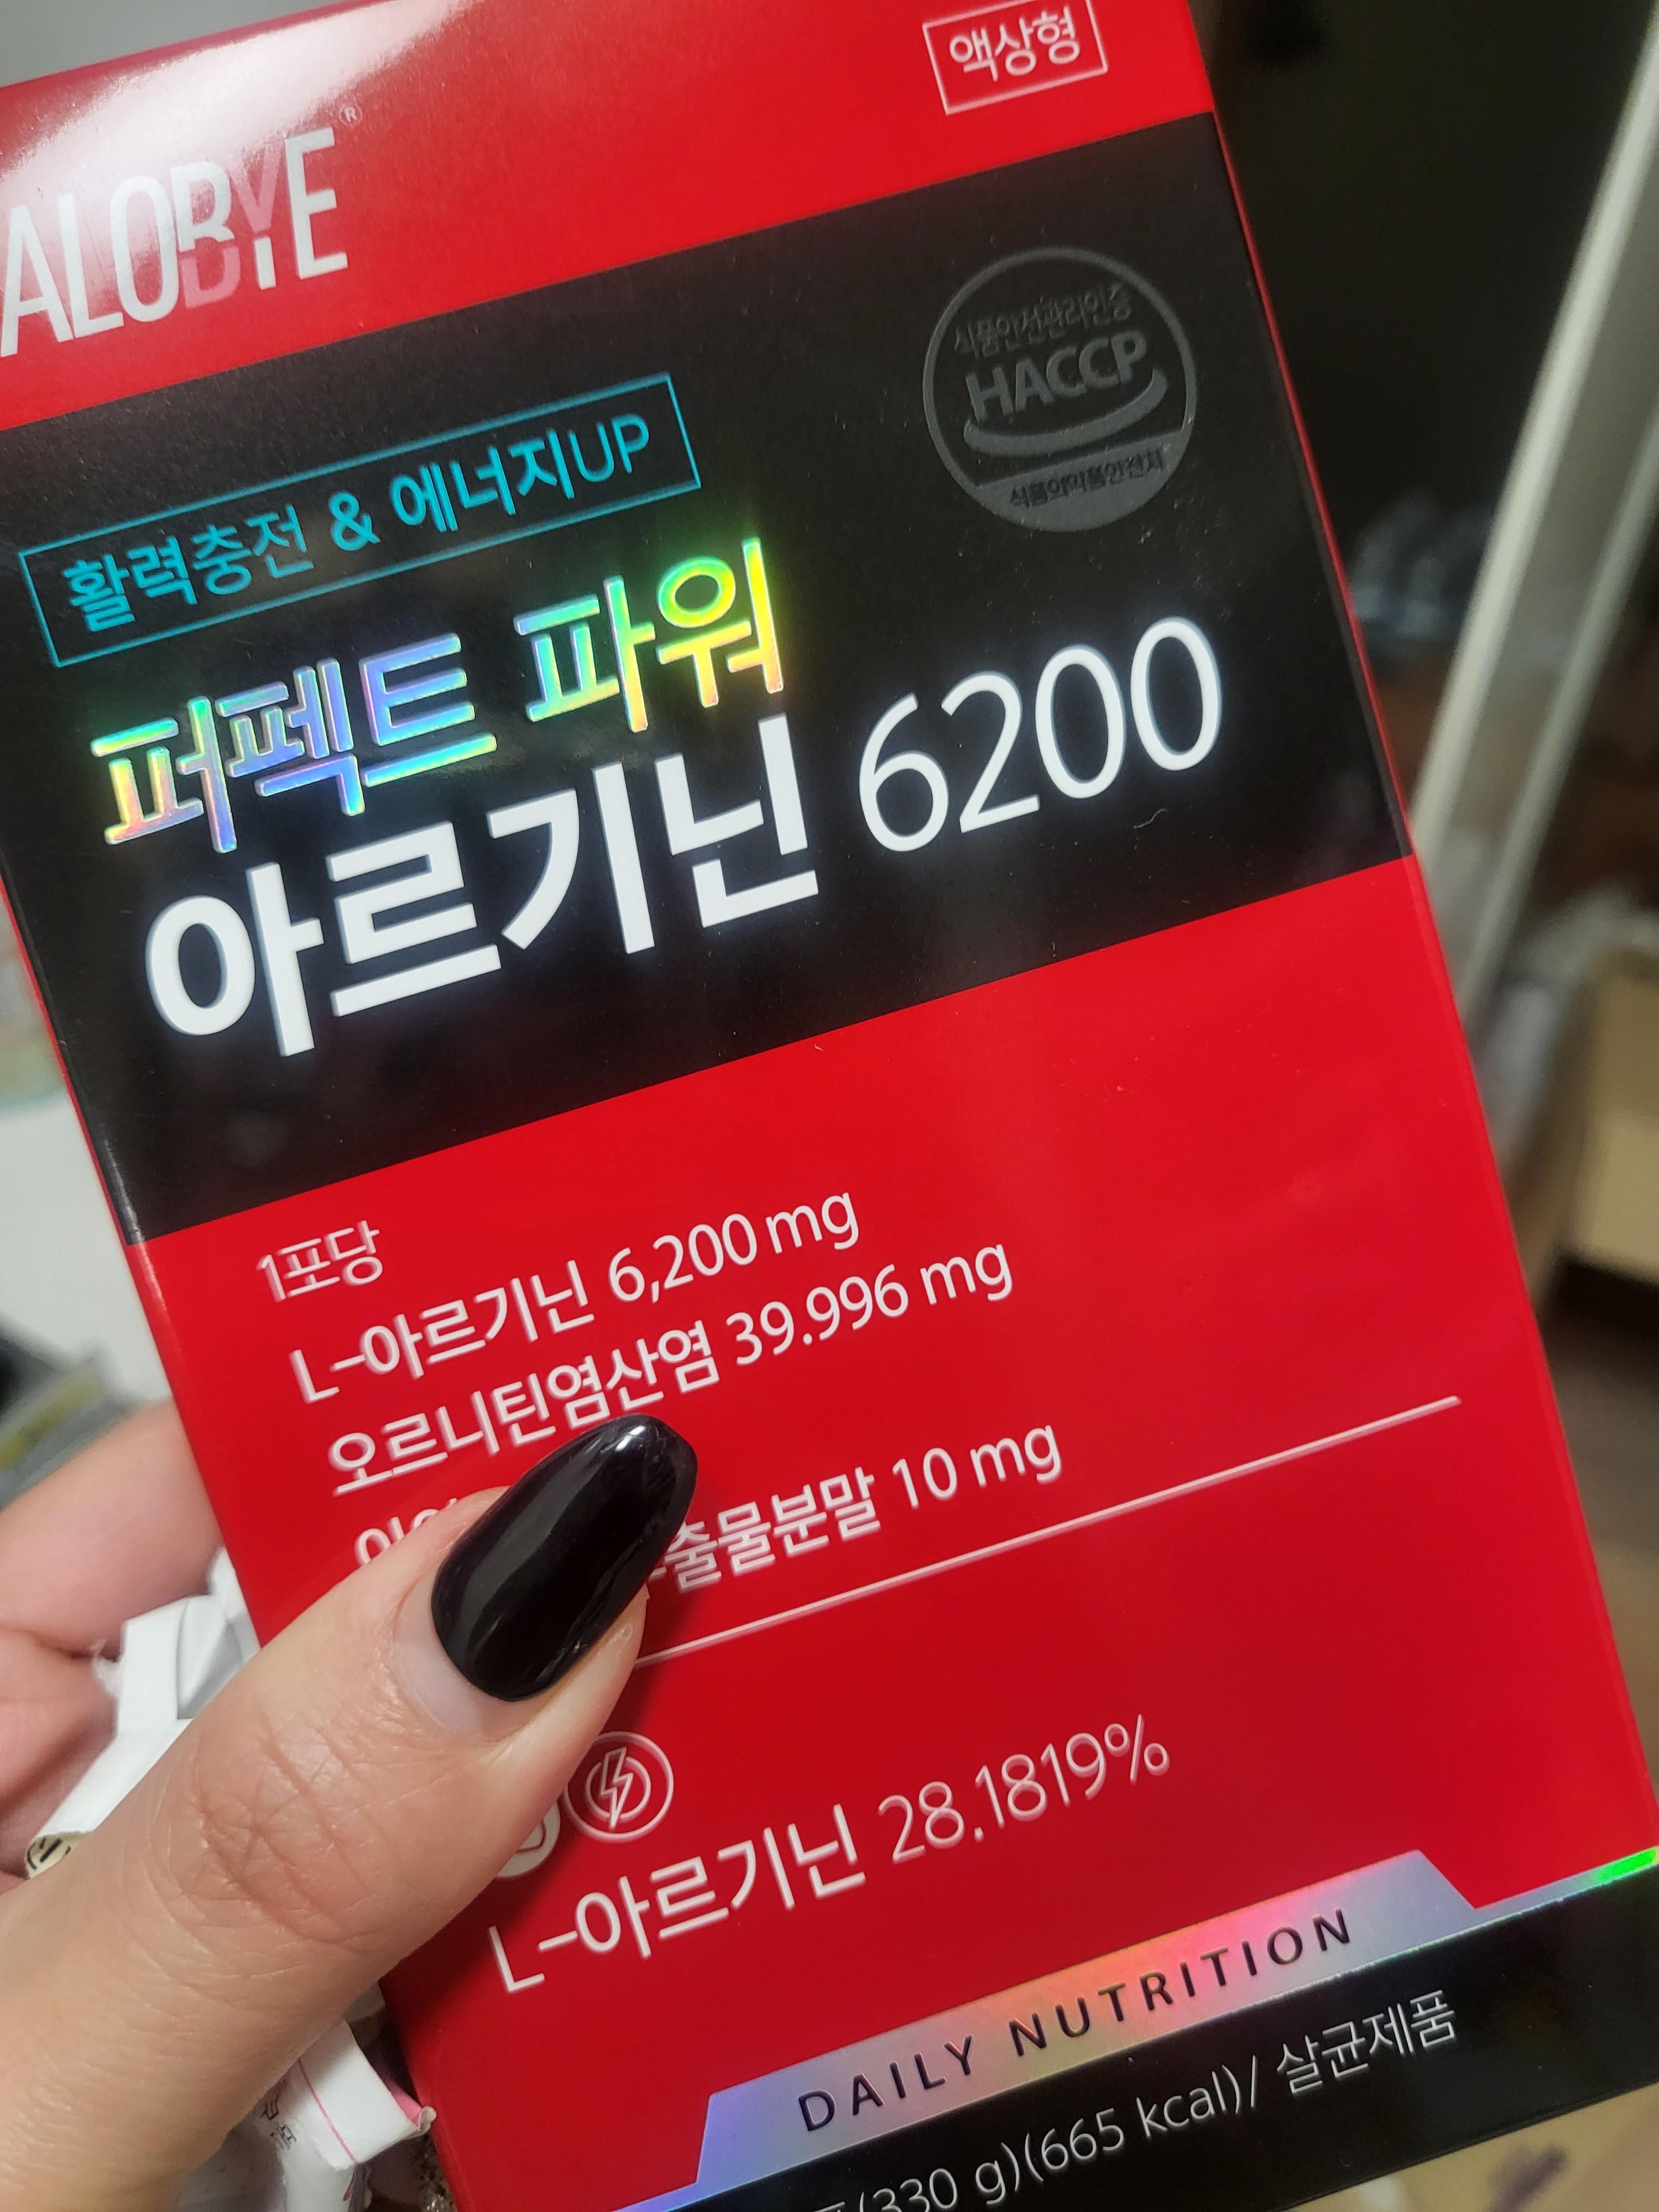 액상형
ALOBYE®
식품안전관리인증
HACCP
식품의약품안전처
활력충전 & 에너지UP
퍼펙트 파워
아르기닌 6200
1포당
L-아르기닌 6,200 mg
오르니틴염산염 39.996 mg
추출물분말 10 mg
L-아르기닌 28.1819%
DAILY NUTRITION
(330 g)(665 kcal)/ 살균제품